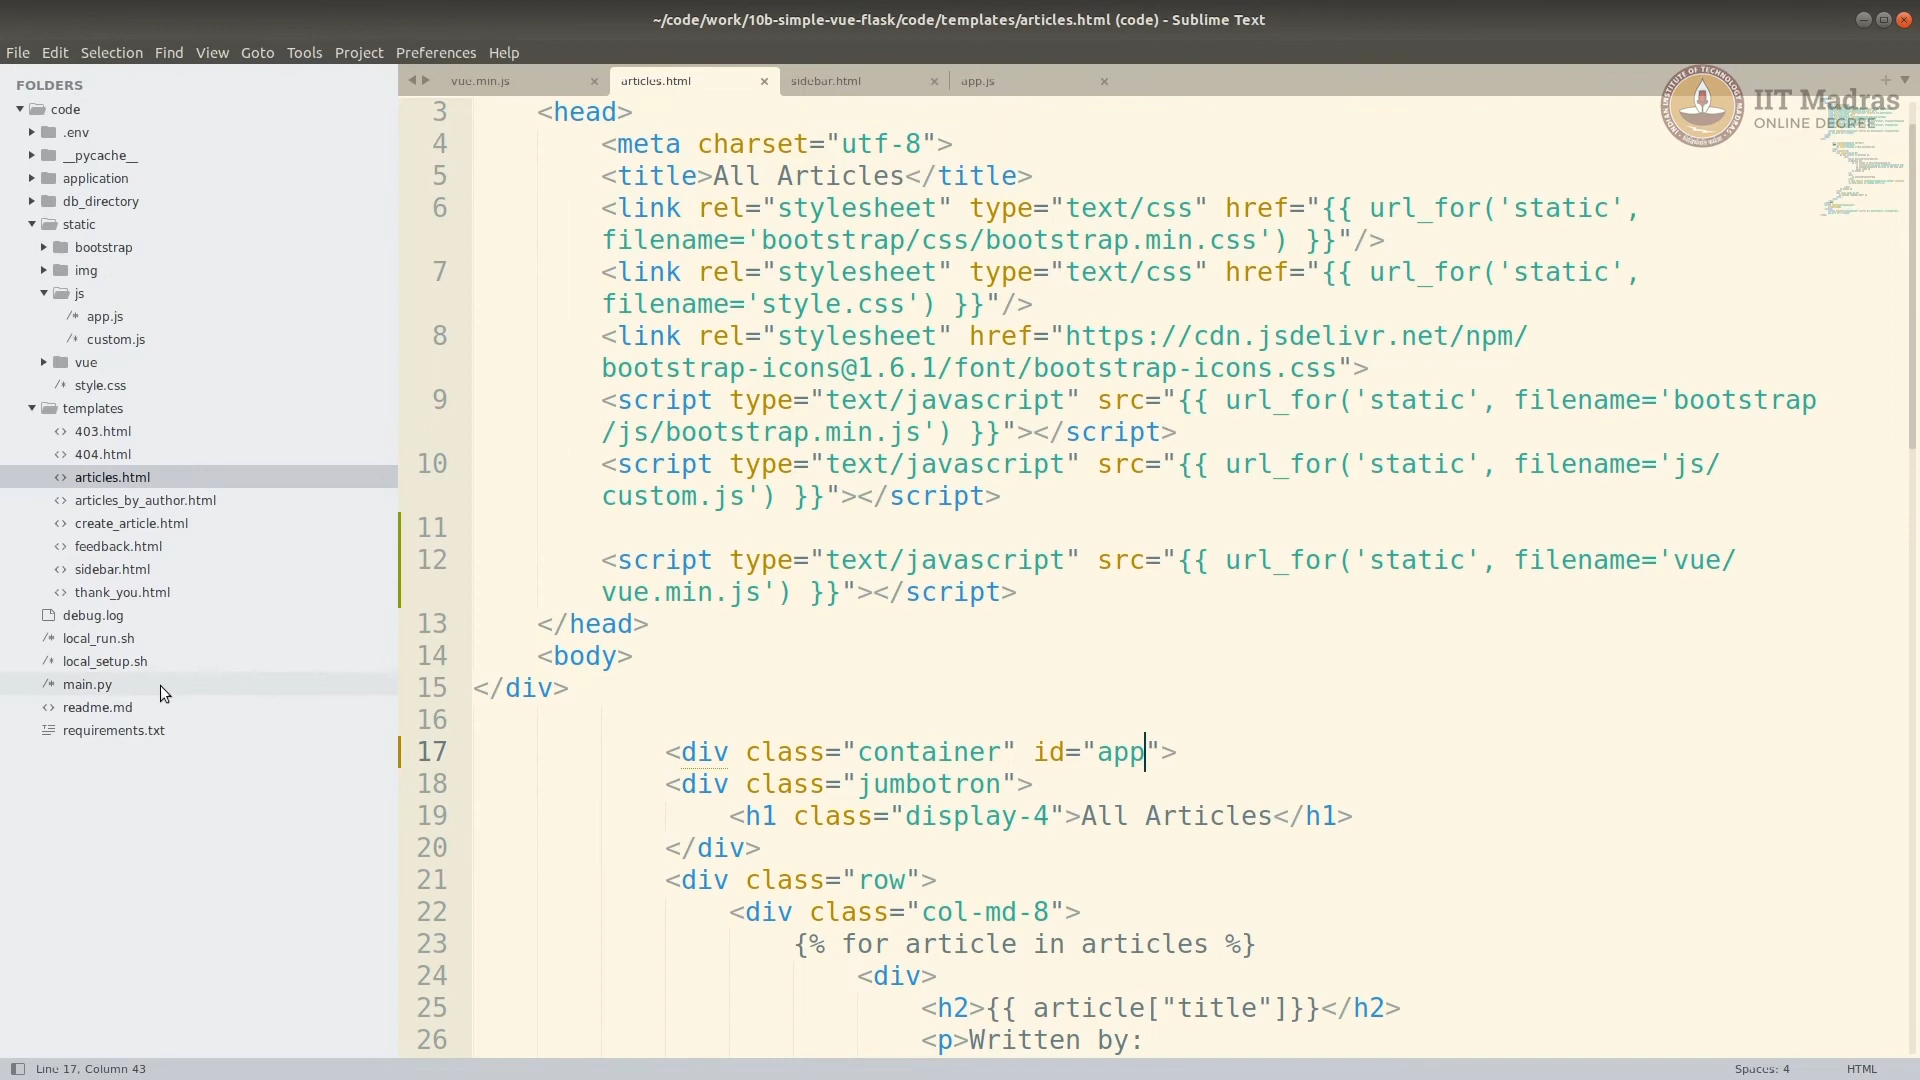 ~/code/work/10b-simple-vue-flask/code/templates/articles.html (code) - Sublime Text
File Edit Selection Find View Goto Tools Project Preferences Help
FOLDERS
code
.env
__pycache__
application
db_directory
static
bootstrap
img
js
app.js
custom.js
vue
style.css
templates
403.html
404.html
articles.html
articles_by_author.html
create_article.html
feedback.html
sidebar.html
thank_you.html
debug.log
local_run.sh
local_setup.sh
main.py
readme.md
requirements.txt
vue.min.js articles.html sidebar.html app.js
IIT Madras
ONLINE DEGREE
3 <head>
4 <meta charset="utf-8">
5 <title>All Articles</title>
6 <link rel="stylesheet" type="text/css" href="{{ url_for('static',
filename='bootstrap/css/bootstrap.min.css') }}"/>
7 <link rel="stylesheet" type="text/css" href="{{ url_for('static',
filename='style.css') }}"/>
8 <link rel="stylesheet" href="https://cdn.jsdelivr.net/npm/
bootstrap-icons@1.6.1/font/bootstrap-icons.css">
9 <script type="text/javascript" src="{{ url_for('static', filename='bootstrap
/js/bootstrap.min.js') }}"></script>
10 <script type="text/javascript" src="{{ url_for('static', filename='js/
custom.js') }}"></script>
11
12 <script type="text/javascript" src="{{ url_for('static', filename='vue/
vue.min.js') }}"></script>
13 </head>
14 <body>
15 </div>
16
17 <div class="container" id="app">
18 <div class="jumbotron">
19 <h1 class="display-4">All Articles</h1>
20 </div>
21 <div class="row">
22 <div class="col-md-8">
23 {% for article in articles %}
24 <div>
25 <h2>{{ article["title"]}}</h2>
26 <p>Written by:
Line 17, Column 43
Spaces: 4
HTML